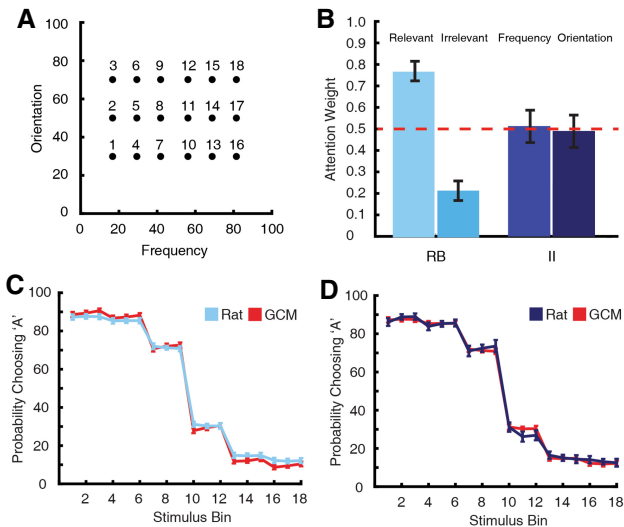 A
100
80
60
40
20
0
Orientation
3 6 9 12 15 18
2 5 8 11 14 17
1 4 7 10 13 16
0 20 40 60 80 100
Frequency
B
1.0
0.9
0.8
0.7
0.6
0.5
0.4
0.3
0.2
0.1
0
Attention Weight
Relevant Irrelevant Frequency Orientation
RB II
C
100
80
60
40
20
0
Probability Choosing ‘A’
Rat GCM
2 4 6 8 10 12 14 16 18
Stimulus Bin
D
100
80
60
40
20
0
Probability Choosing ‘A’
Rat GCM
2 4 6 8 10 12 14 16 18
Stimulus Bin